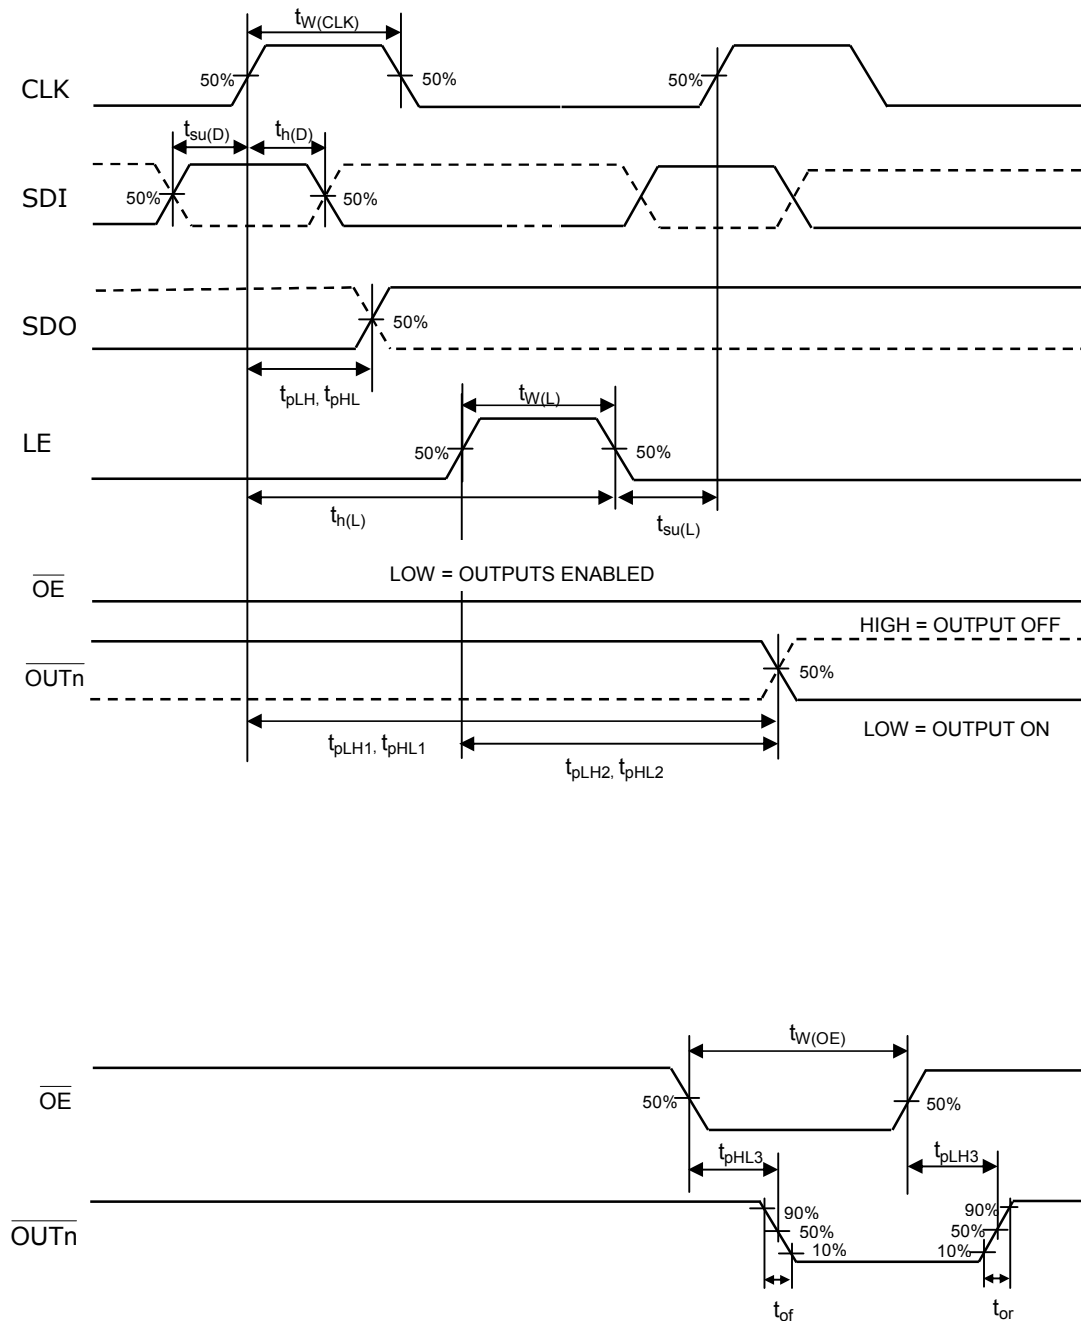 tW(CLK)
CLK
50%
50%
50%
tsu(D)
th(D)
SDI
50%
50%
SDO
50%
tpLH, tpHL
tW(L)
LE
50%
50%
th(L)
tsu(L)
LOW = OUTPUTS ENABLED
OE
HIGH = OUTPUT OFF
OUTn
50%
LOW = OUTPUT ON
tpLH1, tpHL1
tpLH2, tpHL2
tW(OE)
OE
50%
50%
tpHL3
tpLH3
OUTn
90%
50%
10%
90%
50%
10%
tof
tor